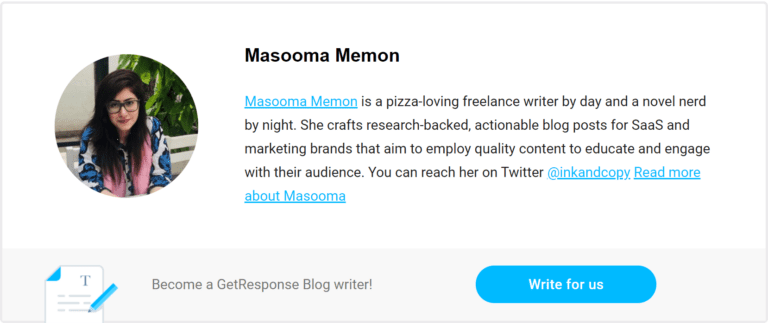 Masooma Memon
Masooma Memon is a pizza-loving freelance writer by day and a novel nerd
by night. She crafts research-backed, actionable blog posts for SaaS and
marketing brands that aim to employ quality content to educate and engage
with their audience. You can reach her on Twitter @inkandcopy Read more
about Masooma
T
Become a GetResponse Blog writer!
Write for us